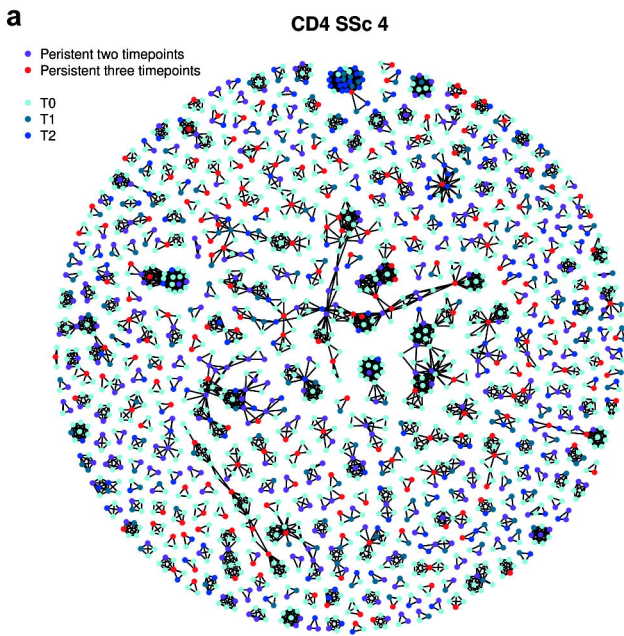 a
CD4 SSc 4
Peristent two timepoints
Persistent three timepoints
T0
T1
T2